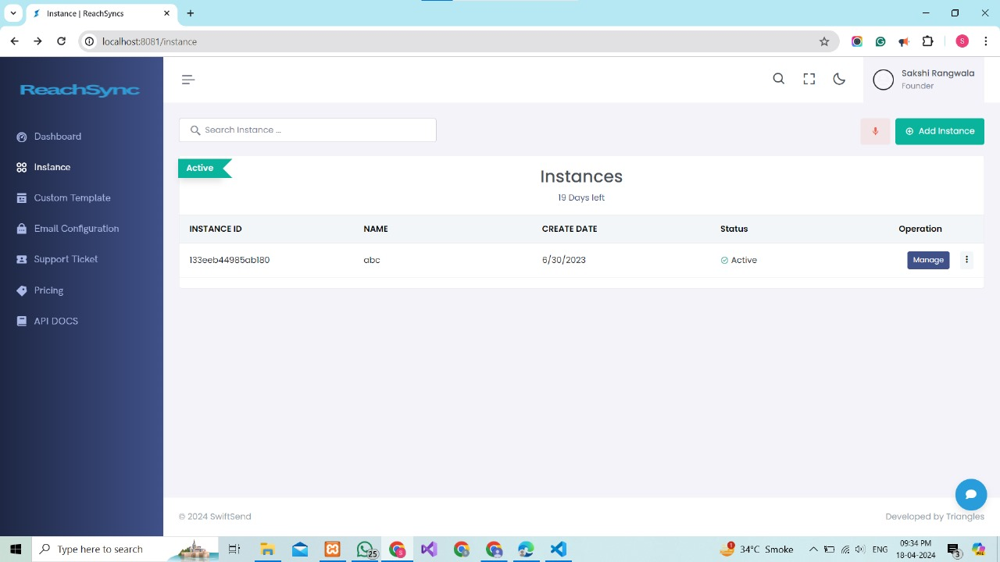 Instance | ReachSyncs
localhost:8081/instance
S
ReachSync
Sakshi Rangwala
Founder
Dashboard
Instance
Custom Template
Email Configuration
Support Ticket
Pricing
API DOCS
Search Instance ...
Add Instance
Active
Instances
19 Days left
INSTANCE ID NAME CREATE DATE Status Operation
133eeb44985ab180 abc 6/30/2023 Active Manage
© 2024 SwiftSend Developed by Triangles
Type here to search 25 34°C Smoke ENG 09:34 PM
18-04-2024 3